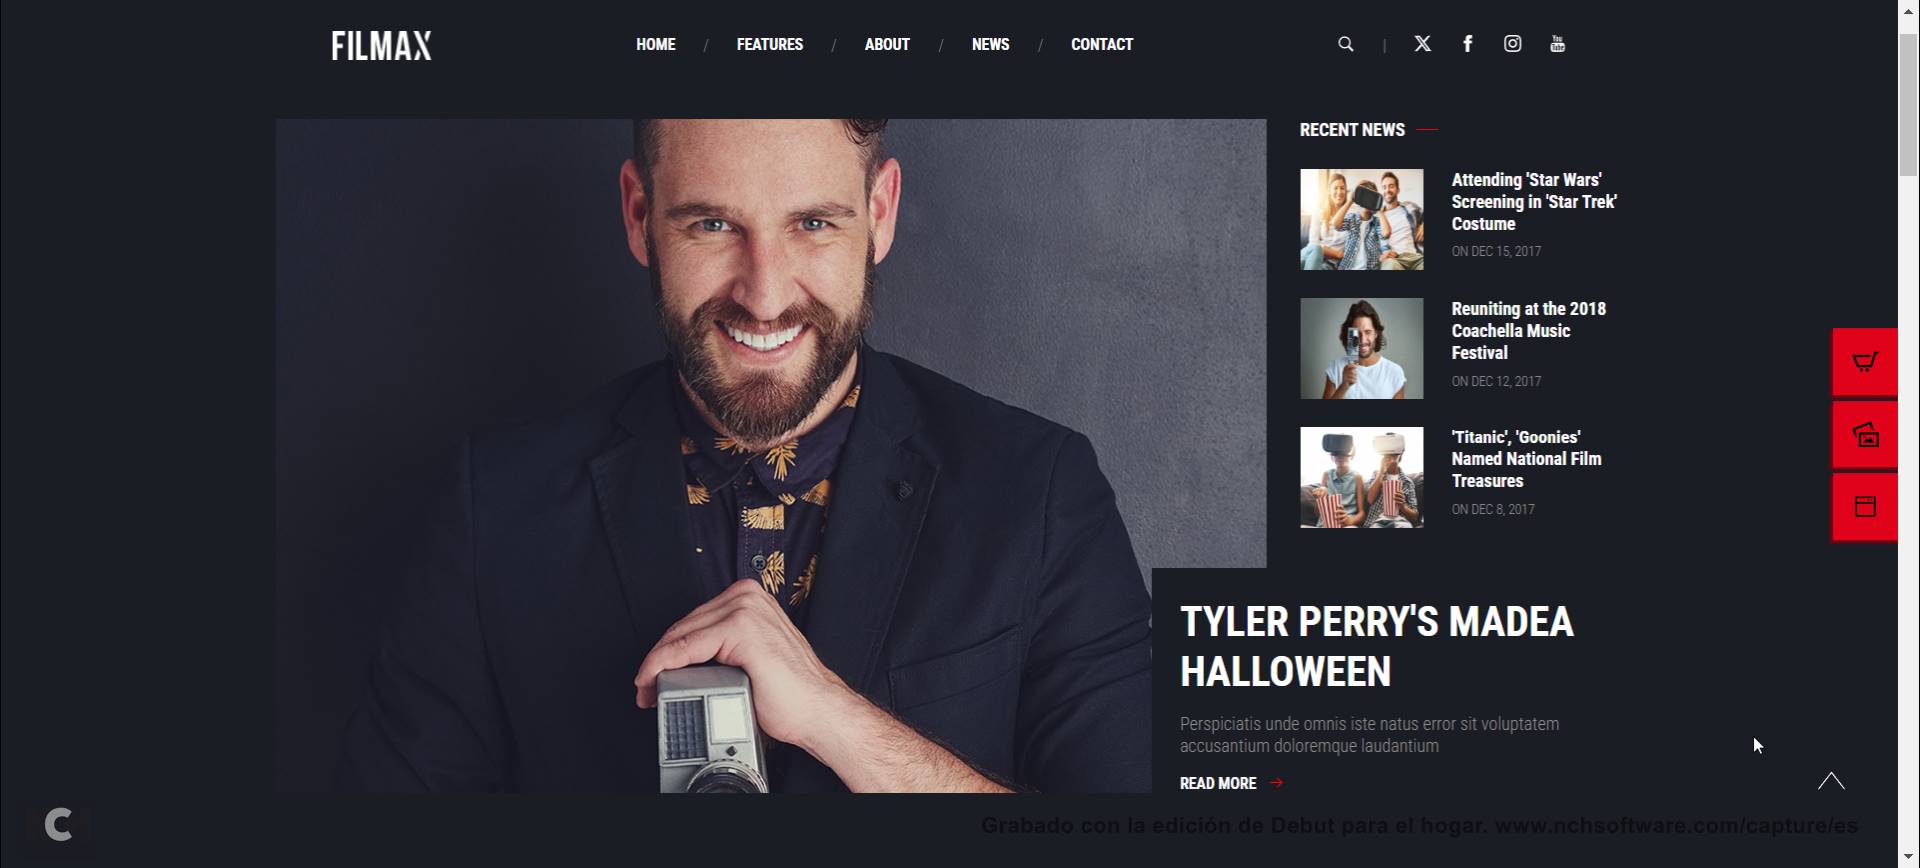 FILMAX
HOME / FEATURES / ABOUT / NEWS / CONTACT
You
Tube
RECENT NEWS
Attending 'Star Wars'
Screening in 'Star Trek'
Costume
ON DEC 15, 2017
Reuniting at the 2018
Coachella Music
Festival
ON DEC 12, 2017
'Titanic', 'Goonies'
Named National Film
Treasures
ON DEC 8, 2017
TYLER PERRY'S MADEA
HALLOWEEN
Perspiciatis unde omnis iste natus error sit voluptatem
accusantium doloremque laudantium
READ MORE
C
Grabado con la edición de Debut para el hogar. www.nchsoftware.com/capture/es